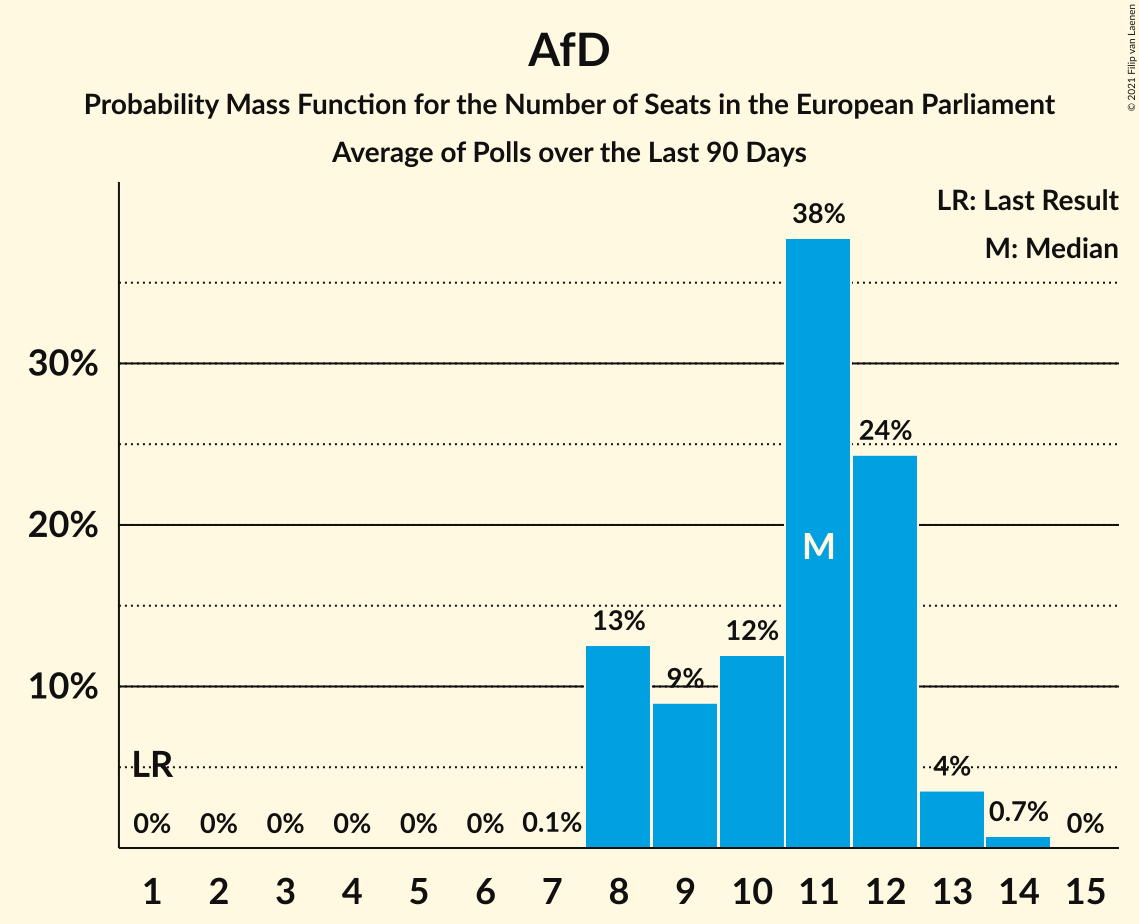 AfD
Probability Mass Function for the Number of Seats in the European Parliament
Average of Polls over the Last 90 Days
© 2021 Filip van Laenen
LR: Last Result
M: Median
38%
30%
24%
20%
M
13%
12%
9%
10%
LR
4%
0% 0% 0% 0% 0% 0% 0.1% 0.7% 0%
1 2 3 4 5 6 7 8 9 10 11 12 13 14 15